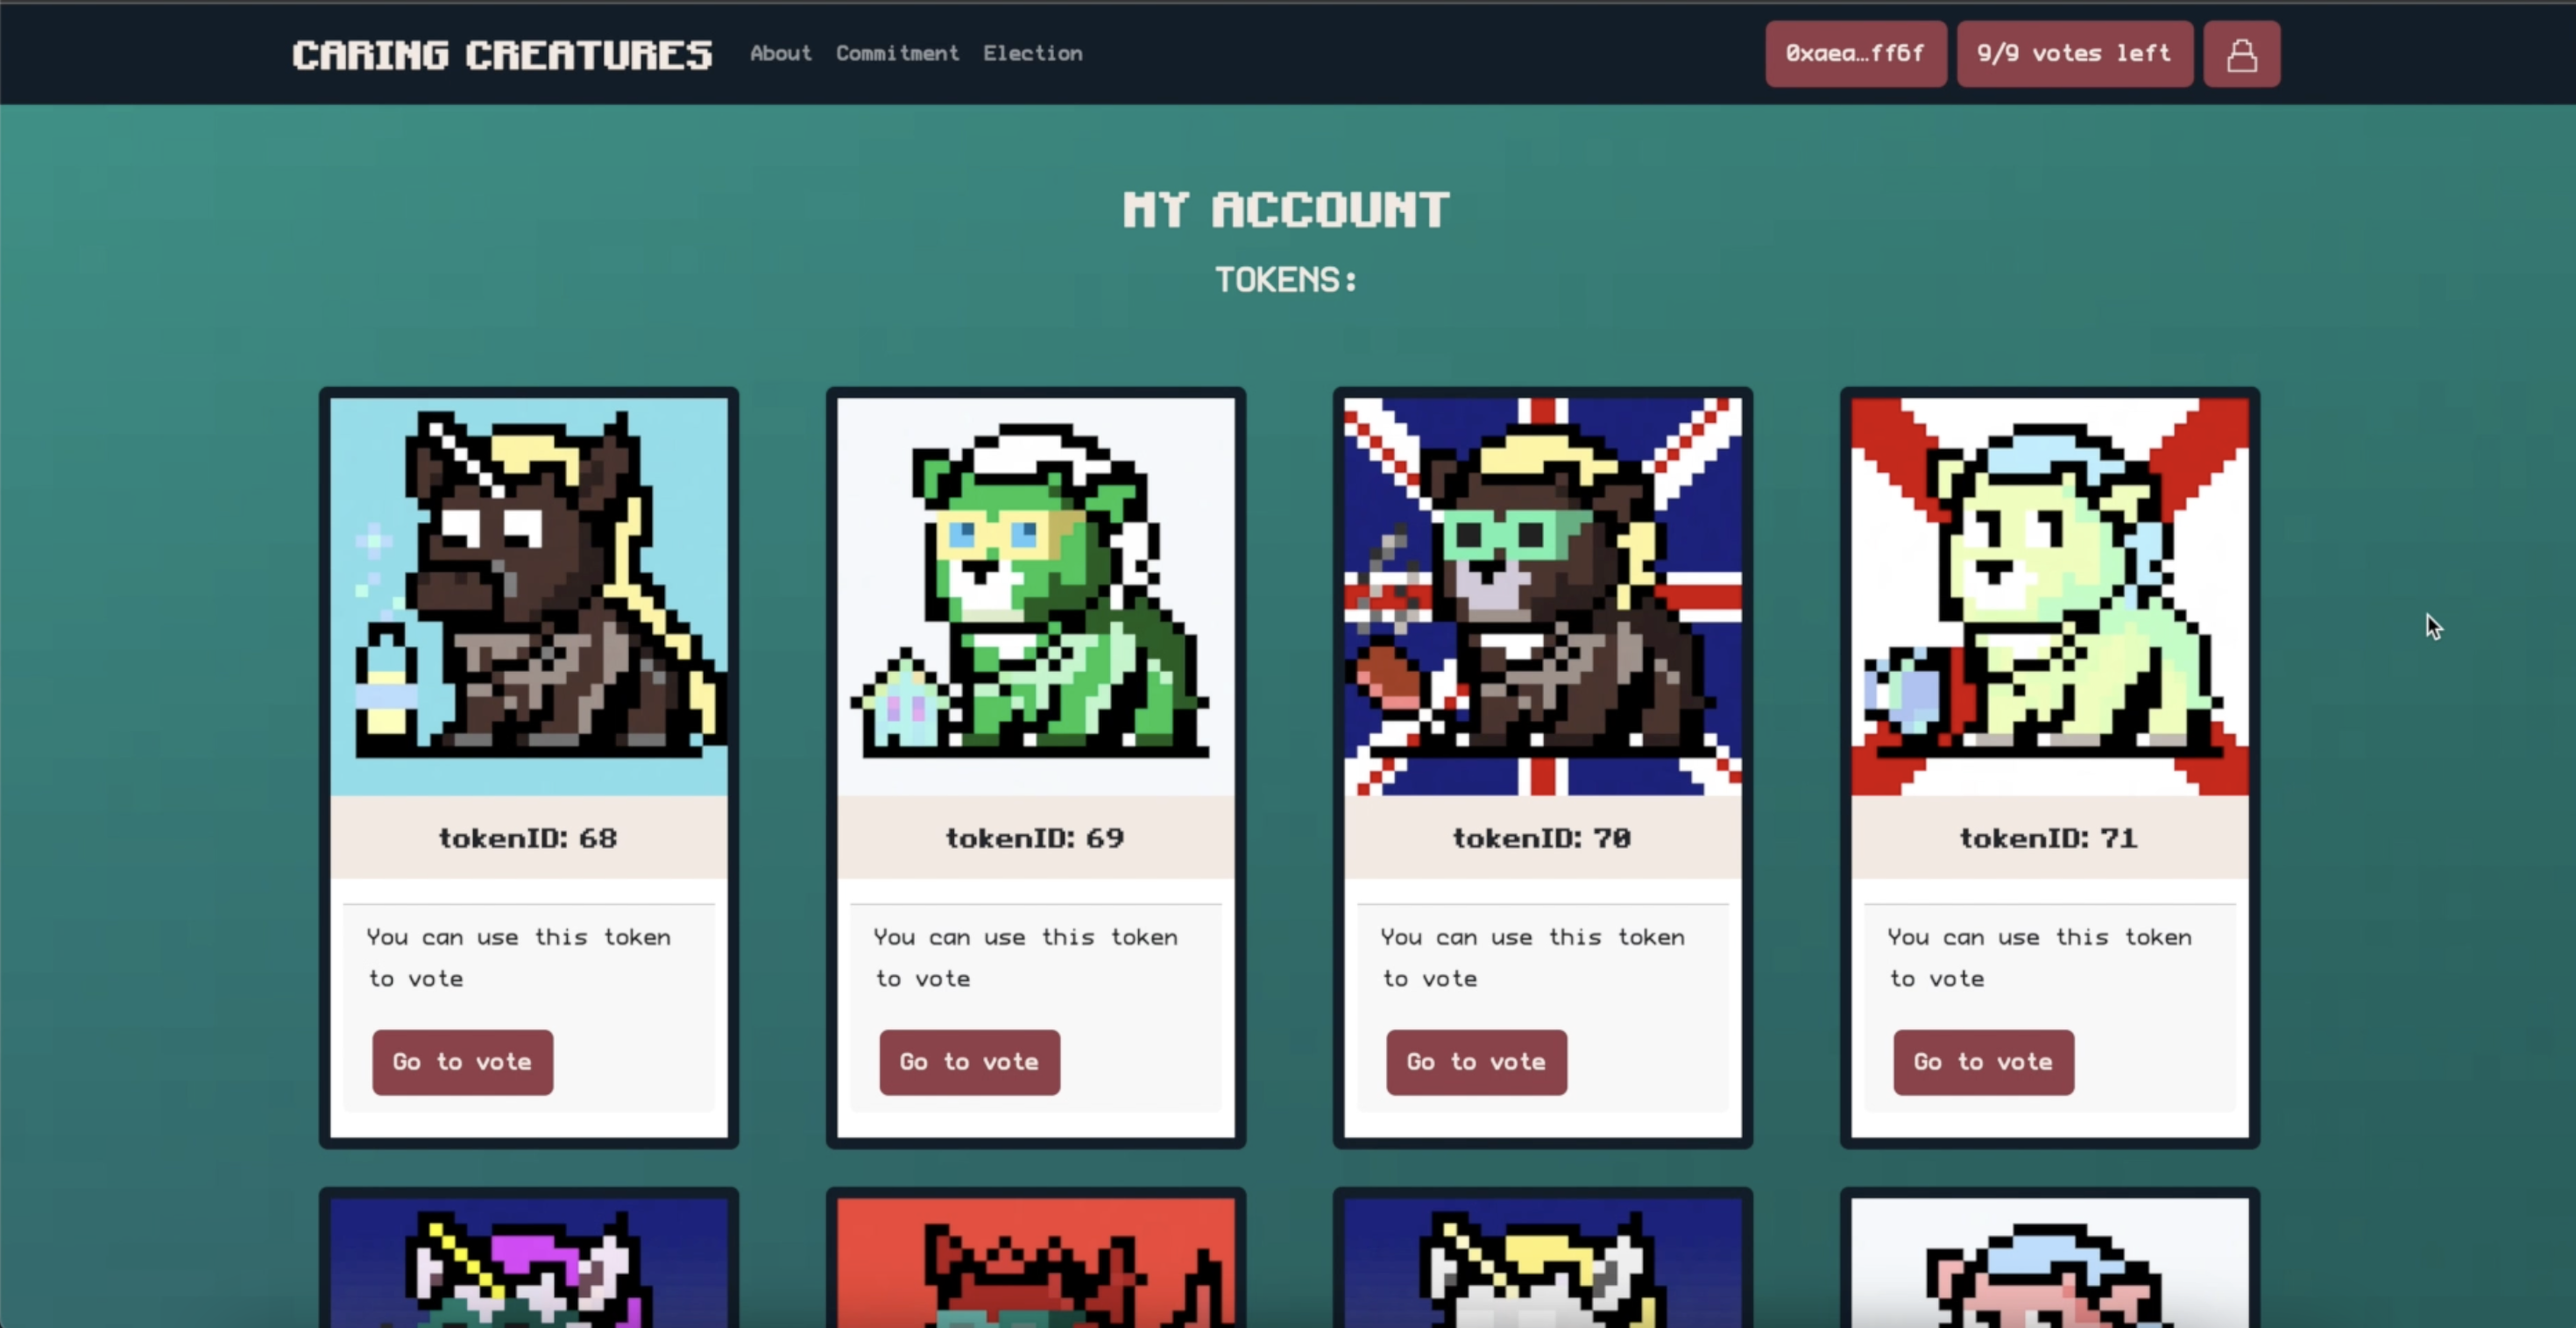 CARING CREATURES About Commitment Election 0xaea…ff6f 9/9 votes left
MY ACCOUNT
TOKENS:
tokenID: 68
You can use this token
to vote
Go to vote
tokenID: 69
You can use this token
to vote
Go to vote
tokenID: 70
You can use this token
to vote
Go to vote
tokenID: 71
You can use this token
to vote
Go to vote